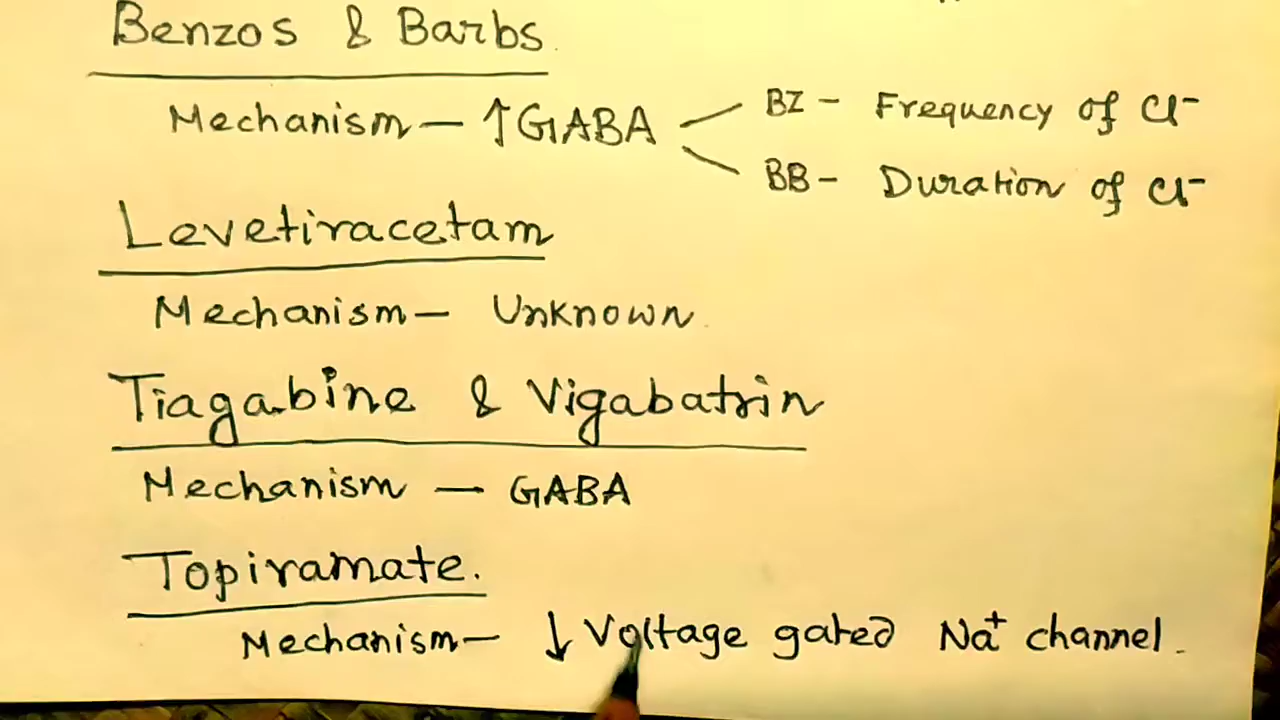 Benzos & Barbs.
Mechanism — ↑GABA
BZ - Frequency of Cl⁻
BB - Duration of Cl⁻
Levetiracetam
Mechanism — Unknown.
Tiagabine & Vigabatrin
Mechanism — GABA
Topiramate.
Mechanism - ↓ Voltage gated Na⁺ channel.